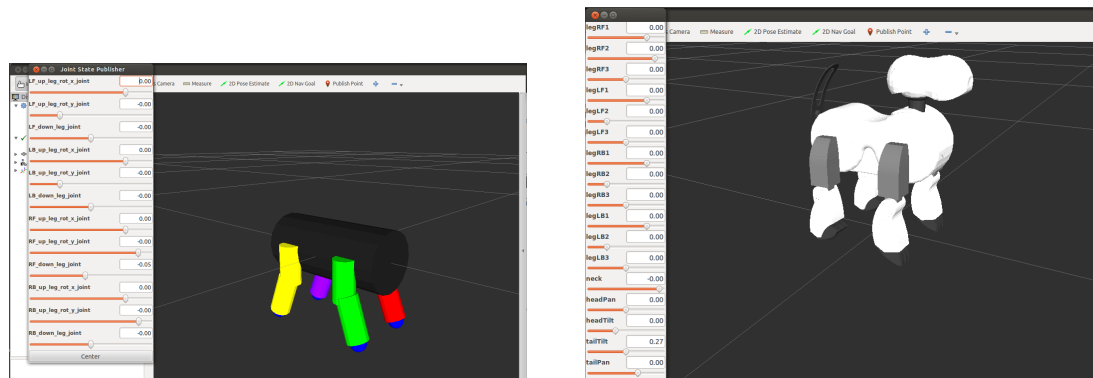 Joint State Publisher
LF_up_leg_rot_x_joint 0.00
LF_up_leg_rot_y_joint -0.00
LF_down_leg_joint -0.00
LB_up_leg_rot_x_joint 0.00
LB_up_leg_rot_y_joint -0.00
LB_down_leg_joint -0.00
RF_up_leg_rot_x_joint 0.00
RF_up_leg_rot_y_joint -0.00
RF_down_leg_joint -0.05
RB_up_leg_rot_x_joint 0.00
RB_up_leg_rot_y_joint -0.00
RB_down_leg_joint -0.00
Center
Camera Measure 2D Pose Estimate 2D Nav Goal Publish Point
legRF1 0.00
legRF2 0.00
legRF3 0.00
legLF1 0.00
legLF2 0.00
legLF3 0.00
legRB1 0.00
legRB2 0.00
legRB3 0.00
legLB1 0.00
legLB2 0.00
legLB3 0.00
neck -0.00
headPan 0.00
headTilt 0.00
tailTilt 0.27
tailPan 0.00
Camera Measure 2D Pose Estimate 2D Nav Goal Publish Point